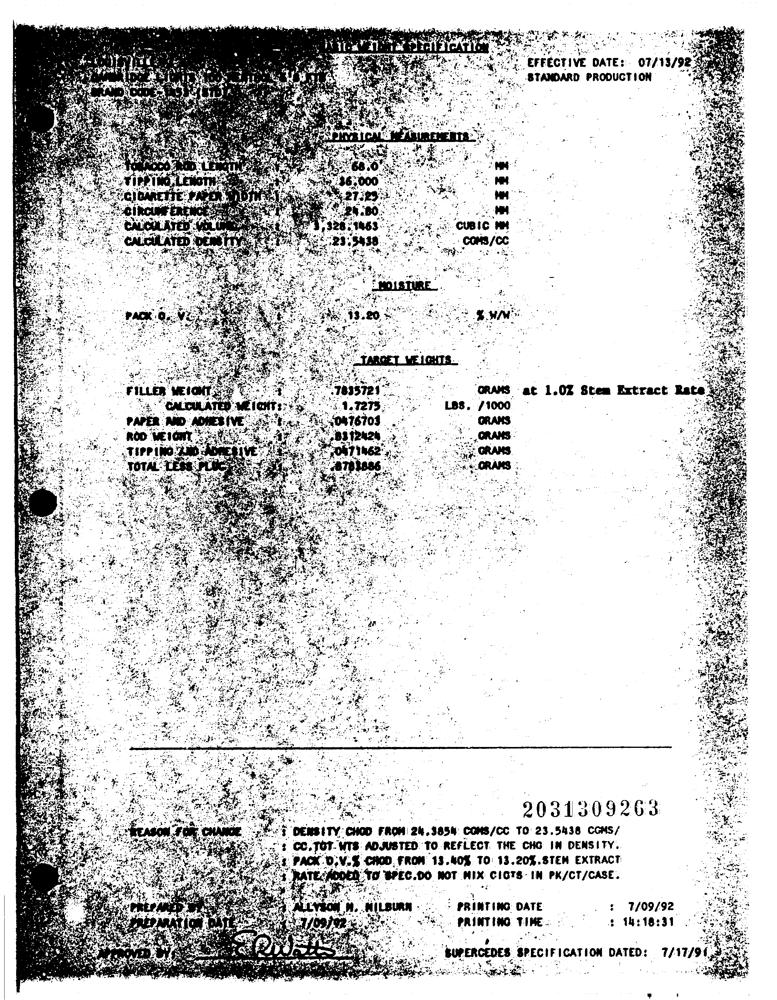 BASIC WEIGHT SPECIFICATION
LOUISVILLE
EFFECTIVE DATE: 07/13/92
STANDARD PRODUCTION
BRAND CODE
PHYSICAL MEASUREMENTS
TOBACCO ROD LENGTH : 68.0 MM
TIPPING LENGTH : 36.000 MM
CIGARETTE PAPER WIDTH : 27.25 MM
CIRCUMFERENCE : 24.80 MM
CALCULATED VOLUME : 3,328.1463 CUBIC MM
CALCULATED DENSITY : 23.5438 CGMS/CC
MOISTURE
PACK O. V. : 13.20 % W/W
TARGET WEIGHTS
FILLER WEIGHT : .7835721 GRAMS at 1.0% Stem Extract Rate
CALCULATED WEIGHT: 1.7275 LBS. /1000
PAPER AND ADHESIVE : .0476703 GRAMS
ROD WEIGHT : .8312424 GRAMS
TIPPING AND ADHESIVE : .0471462 GRAMS
TOTAL LESS PLUG : .8783886 GRAMS
2031309263
REASON FOR CHANGE : DENSITY CHGD FROM 24.3854 CGMS/CC TO 23.5438 CGMS/
: CC.TOT WTS ADJUSTED TO REFLECT THE CHG IN DENSITY.
: PACK O.V.% CHGD FROM 13.40% TO 13.20%.STEM EXTRACT
: RATE ADDED TO SPEC.DO NOT MIX CIGTS IN PK/CT/CASE.
PREPARED BY : ALLYSON M. MILBURN PRINTING DATE : 7/09/92
PREPARATION DATE : 7/09/92 PRINTING TIME : 14:18:31
APPROVED BY: E R Watts SUPERCEDES SPECIFICATION DATED: 7/17/91